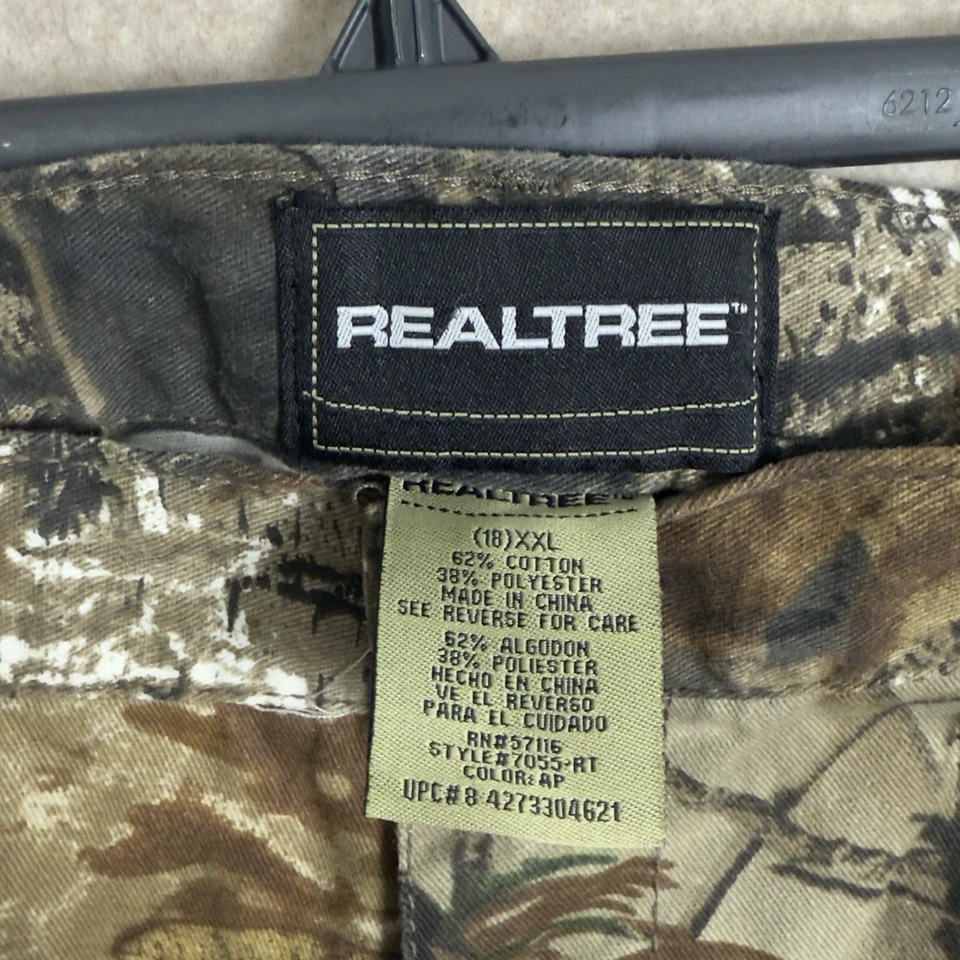 6212
REALTREE™
REALTREE™
(18)XXL
62% COTTON
38% POLYESTER
MADE IN CHINA
SEE REVERSE FOR CARE
62% ALGODON
38% POLIESTER
HECHO EN CHINA
VE EL REVERSO
PARA EL CUIDADO
RN#57116
STYLE#7055-RT
COLOR:AP
UPC# 8 4273304621